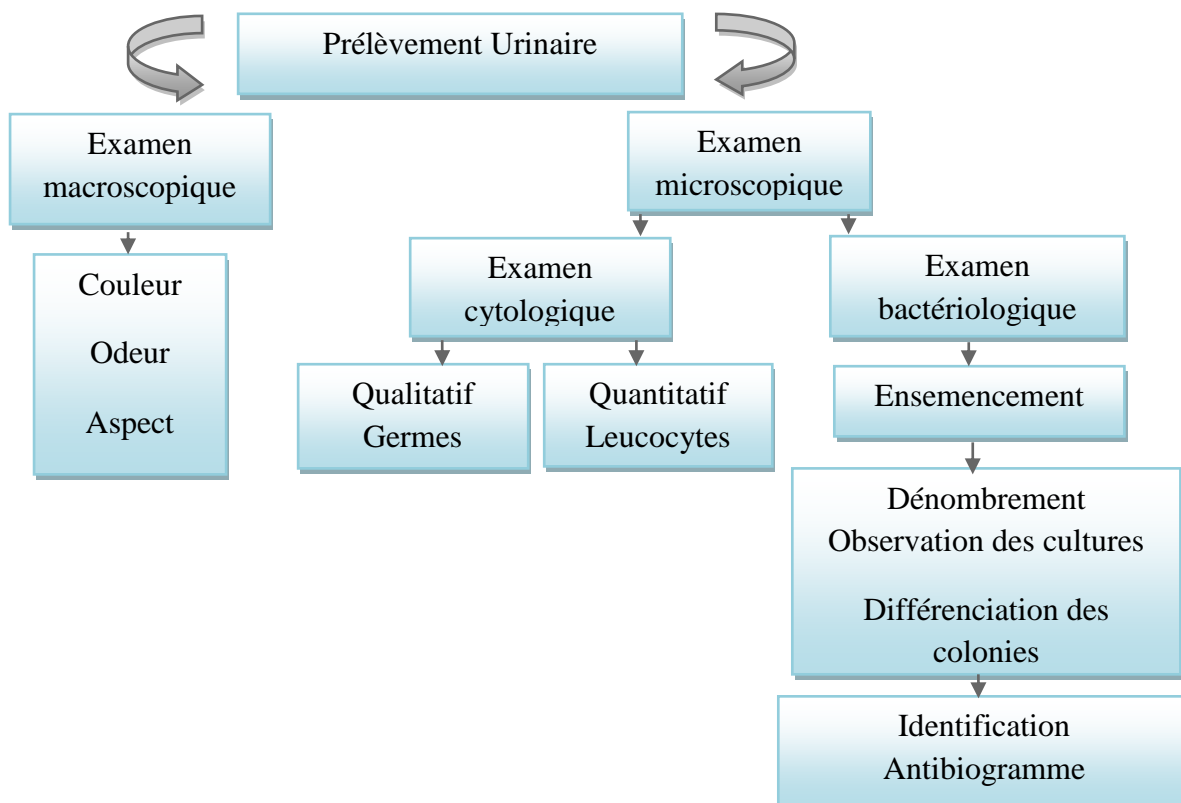 Prélèvement Urinaire
Examen
macroscopique
Examen
microscopique
Couleur
Odeur
Aspect
Examen
cytologique
Examen
bactériologique
Qualitatif
Germes
Quantitatif
Leucocytes
Ensemencement
Dénombrement
Observation des cultures
Différenciation des
colonies
Identification
Antibiogramme